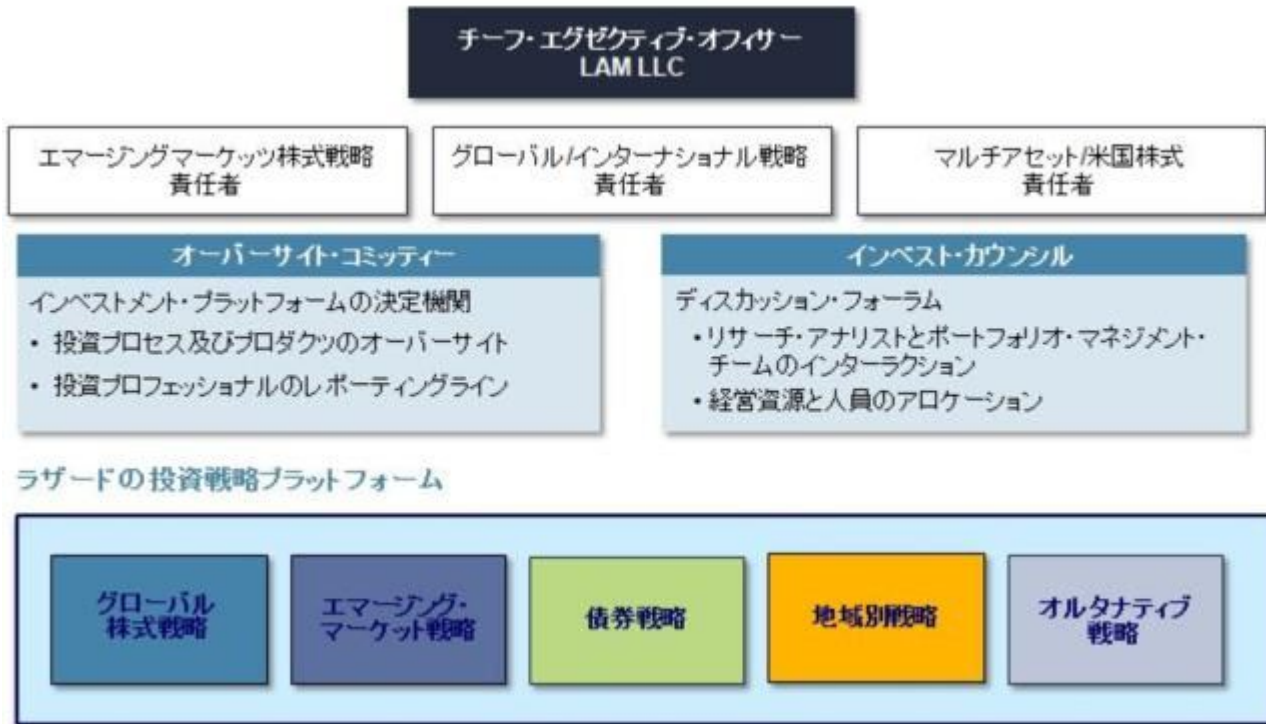 チーフ・エグゼクティブ・オフィサー
LAM LLC
エマージングマーケッツ株式戦略
責任者
グローバル/インターナショナル戦略
責任者
マルチアセット/米国株式
責任者
オーバーサイト・コミッティー
インベストメント・プラットフォームの決定機関
・ 投資プロセス及びプロダクツのオーバーサイト
・ 投資プロフェッショナルのレポーティングライン
インベスト・カウンシル
ディスカッション・フォーラム
・リサーチ・アナリストとポートフォリオ・マネジメント・
チームのインターラクション
・経営資源と人員のアロケーション
ラザードの投資戦略プラットフォーム
グローバル
株式戦略
エマージング・
マーケット戦略
債券戦略
地域別戦略
オルタナティブ
戦略